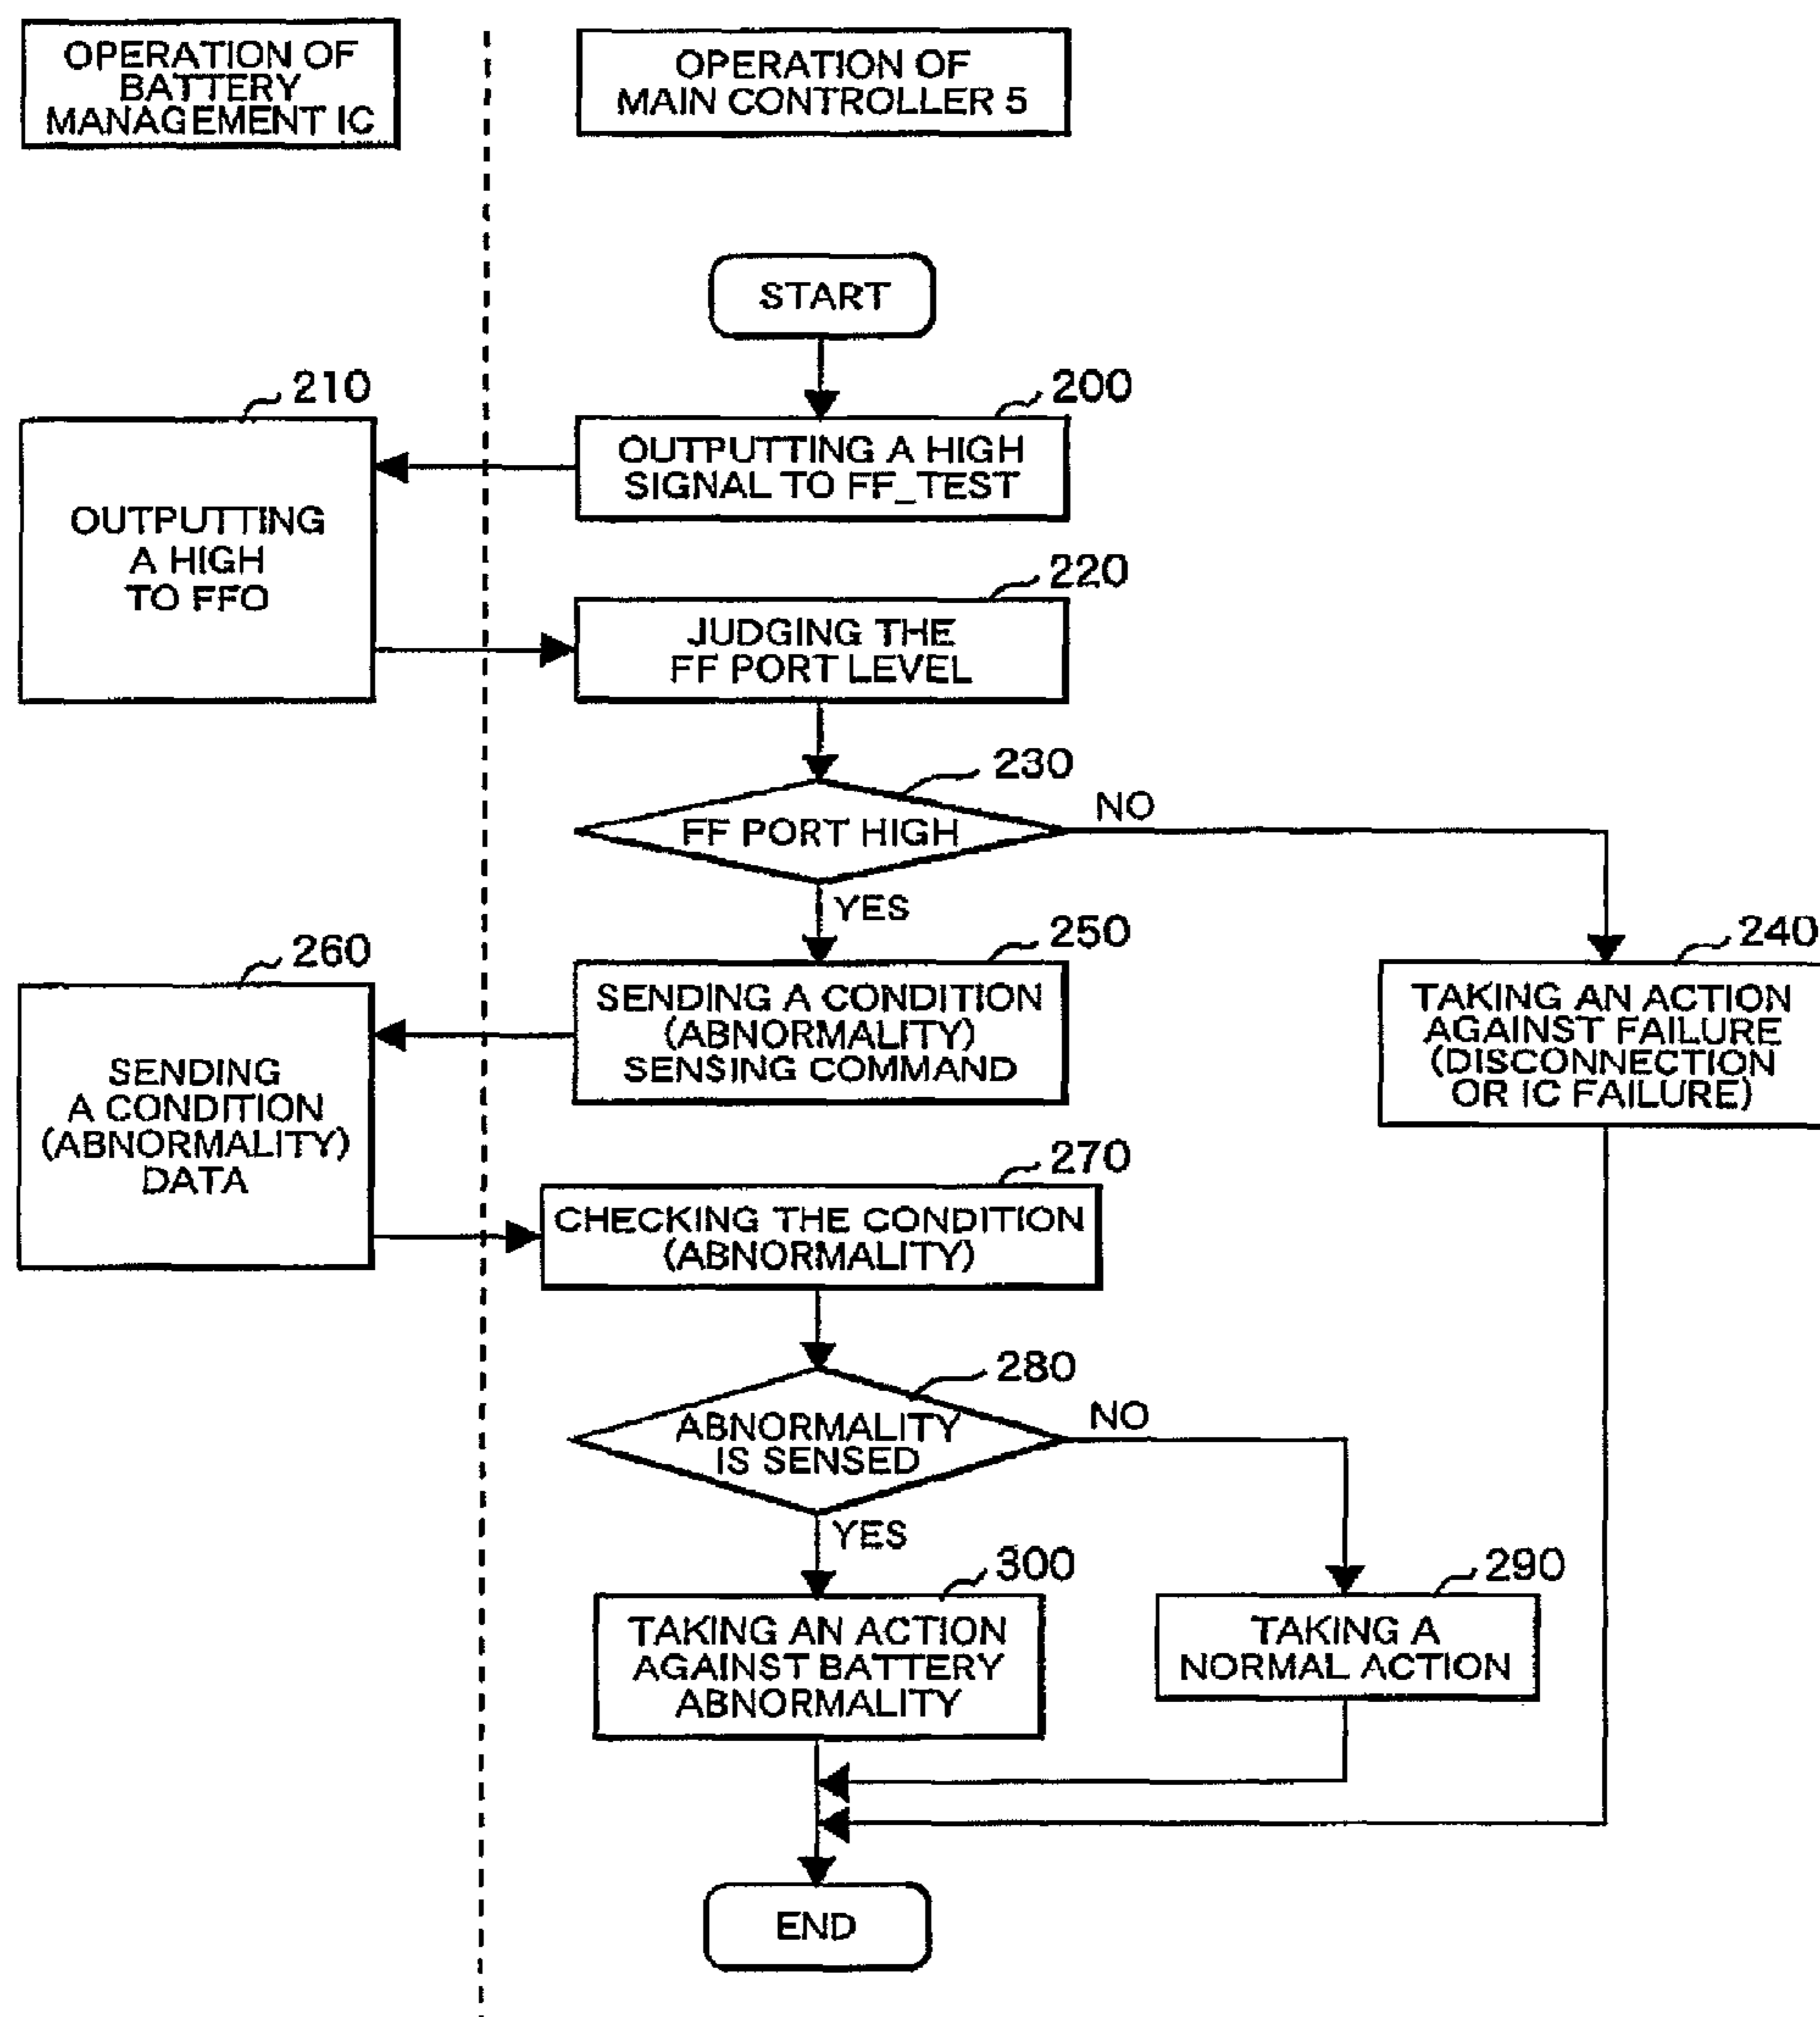 OPERATION OF
BATTERY
MANAGEMENT IC
OPERATION OF
MAIN CONTROLLER 5
START
210
200
OUTPUTTING A HIGH
SIGNAL TO FF_TEST
OUTPUTTING
A HIGH
TO FFO
220
JUDGING THE
FF PORT LEVEL
230
FF PORT HIGH
NO
YES
260
250
240
SENDING A CONDITION
(ABNORMALITY)
SENSING COMMAND
TAKING AN ACTION
AGAINST FAILURE
(DISCONNECTION
OR IC FAILURE)
SENDING
A CONDITION
(ABNORMALITY)
DATA
270
CHECKING THE CONDITION
(ABNORMALITY)
280
ABNORMALITY
IS SENSED
NO
YES
300
290
TAKING AN ACTION
AGAINST BATTERY
ABNORMALITY
TAKING A
NORMAL ACTION
END